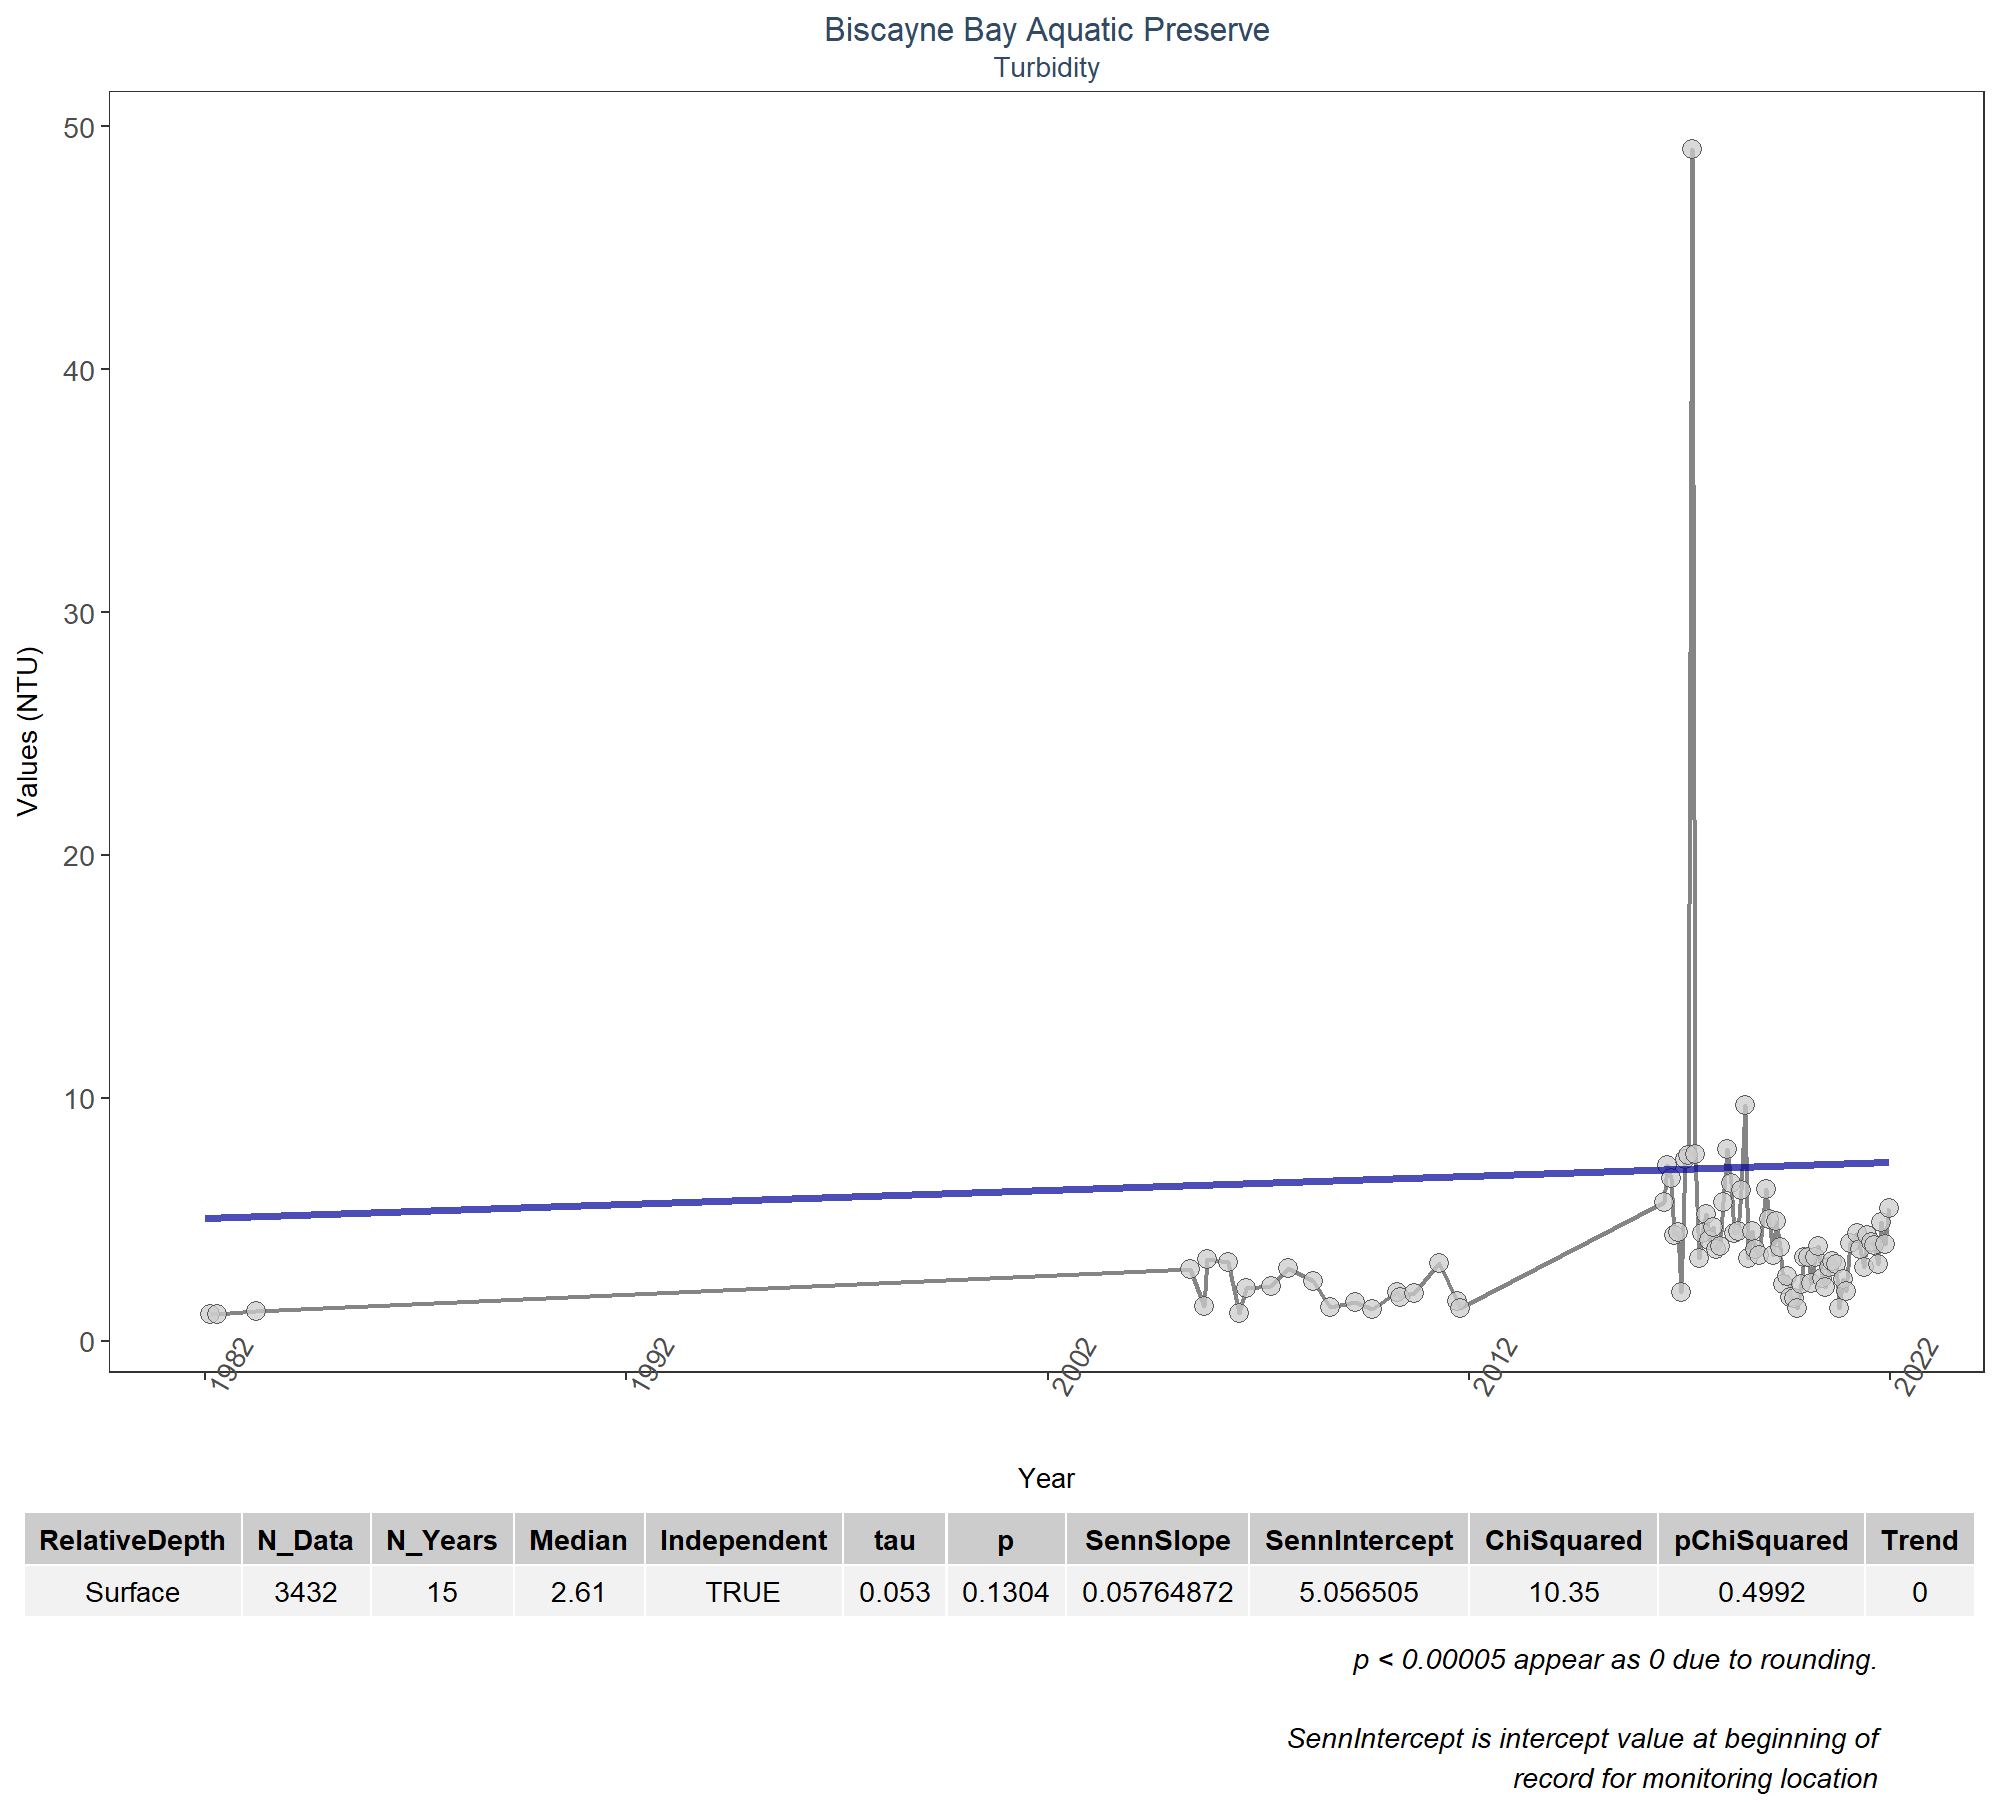 Biscayne Bay Aquatic Preserve
Turbidity
50
40
30
20
10
0
Values (NTU)
1982
1992
2002
2012
2022
Year
RelativeDepth N_Data N_Years Median Independent tau p SennSlope SennIntercept ChiSquared pChiSquared Trend
Surface 3432 15 2.61 TRUE 0.053 0.1304 0.05764872 5.056505 10.35 0.4992 0
p < 0.00005 appear as 0 due to rounding.
SennIntercept is intercept value at beginning of
record for monitoring location